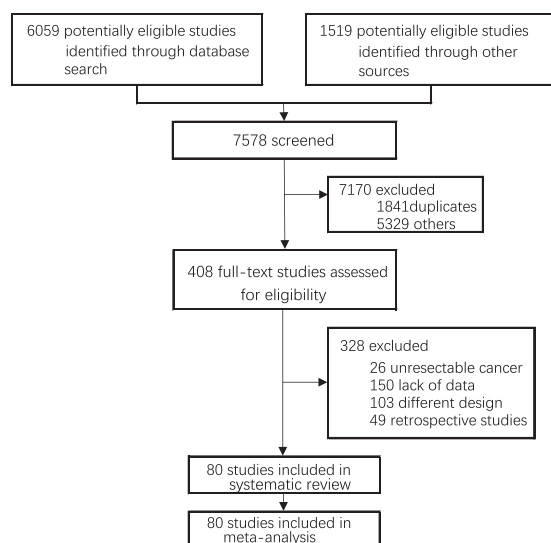 6059 potentially eligible studies
identified through database
search
1519 potentially eligible studies
identified through other
sources
7578 screened
7170 excluded
1841duplicates
5329 others
408 full-text studies assessed
for eligibility
328 excluded
26 unresectable cancer
150 lack of data
103 different design
49 retrospective studies
80 studies included in
systematic review
80 studies included in
meta-analysis